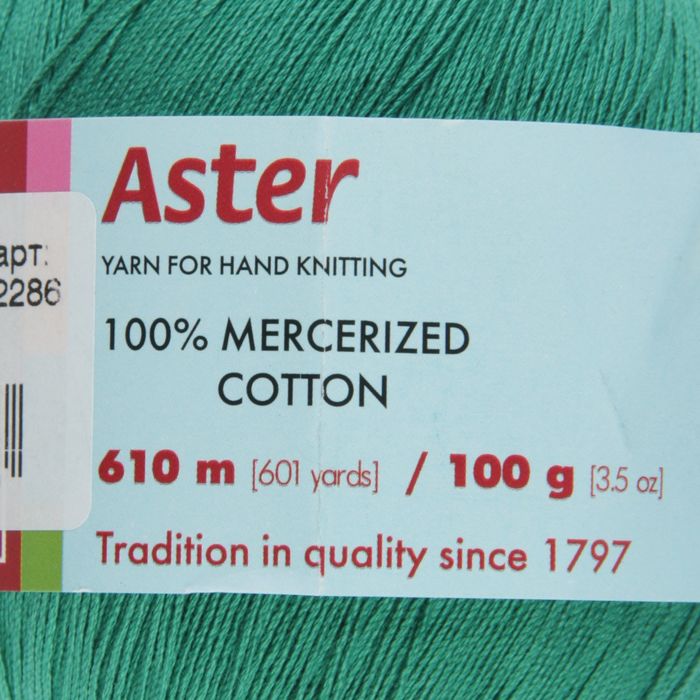 Aster
YARN FOR HAND KNITTING
арт:
2286
100% MERCERIZED
COTTON
610 m [601 yards] / 100 g [3.5 oz]
Tradition in quality since 1797